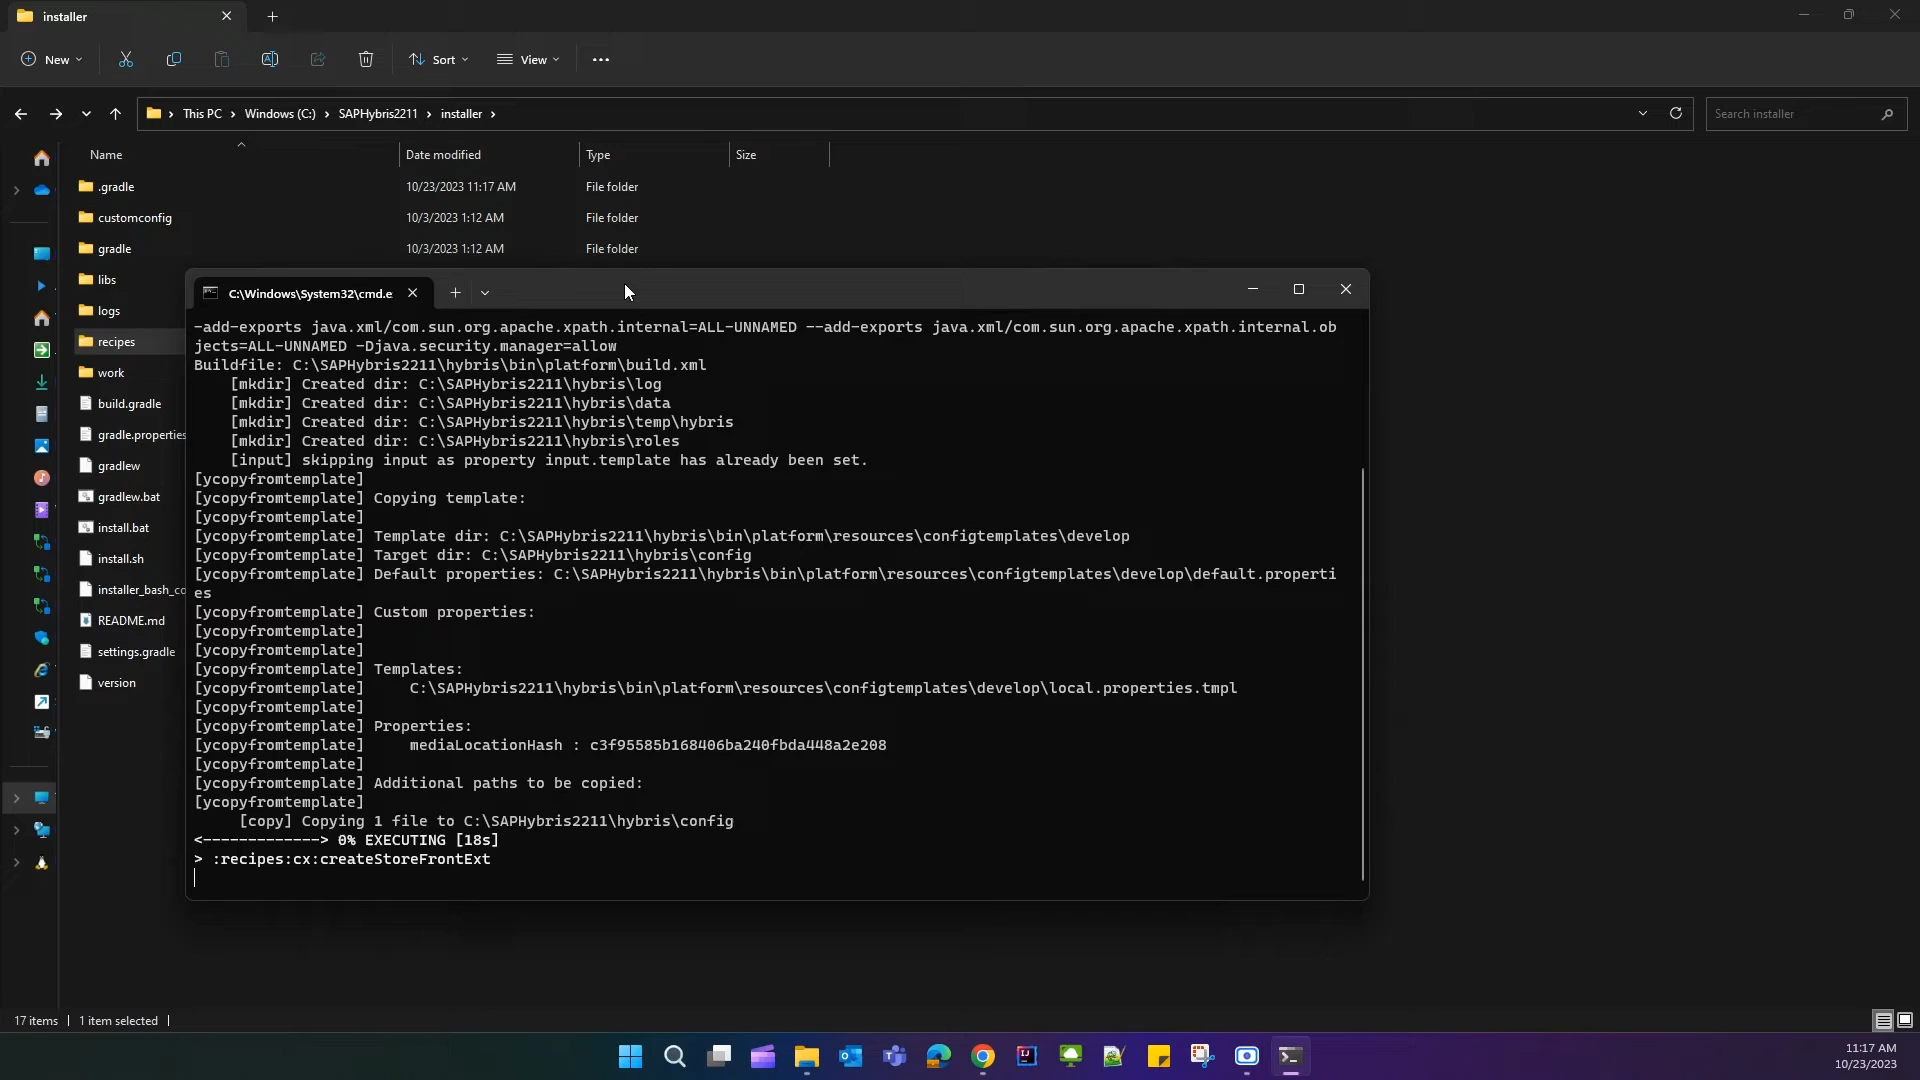 installer
New
Sort
View
This PC
Windows (C:)
SAPHybris2211
installer
Search installer
Name
Date modified
Type
Size
.gradle
10/23/2023 11:17 AM
File folder
customconfig
10/3/2023 1:12 AM
File folder
gradle
10/3/2023 1:12 AM
File folder
libs
logs
recipes
work
build.gradle
gradle.properties
gradlew
gradlew.bat
install.bat
install.sh
installer_bash_co
README.md
settings.gradle
version
C:\Windows\System32\cmd.e
-add-exports java.xml/com.sun.org.apache.xpath.internal=ALL-UNNAMED --add-exports java.xml/com.sun.org.apache.xpath.internal.ob
jects=ALL-UNNAMED -Djava.security.manager=allow
Buildfile: C:\SAPHybris2211\hybris\bin\platform\build.xml
[mkdir] Created dir: C:\SAPHybris2211\hybris\log
[mkdir] Created dir: C:\SAPHybris2211\hybris\data
[mkdir] Created dir: C:\SAPHybris2211\hybris\temp\hybris
[mkdir] Created dir: C:\SAPHybris2211\hybris\roles
[input] skipping input as property input.template has already been set.
[ycopyfromtemplate]
[ycopyfromtemplate] Copying template:
[ycopyfromtemplate]
[ycopyfromtemplate] Template dir: C:\SAPHybris2211\hybris\bin\platform\resources\configtemplates\develop
[ycopyfromtemplate] Target dir: C:\SAPHybris2211\hybris\config
[ycopyfromtemplate] Default properties: C:\SAPHybris2211\hybris\bin\platform\resources\configtemplates\develop\default.properti
es
[ycopyfromtemplate] Custom properties:
[ycopyfromtemplate]
[ycopyfromtemplate]
[ycopyfromtemplate] Templates:
[ycopyfromtemplate]     C:\SAPHybris2211\hybris\bin\platform\resources\configtemplates\develop\local.properties.tmpl
[ycopyfromtemplate]
[ycopyfromtemplate] Properties:
[ycopyfromtemplate]     mediaLocationHash : c3f95585b168406ba240fbda448a2e208
[ycopyfromtemplate]
[ycopyfromtemplate] Additional paths to be copied:
[ycopyfromtemplate]
[copy] Copying 1 file to C:\SAPHybris2211\hybris\config
<-------------> 0% EXECUTING [18s]
> :recipes:cx:createStoreFrontExt
17 items
1 item selected
11:17 AM
10/23/2023